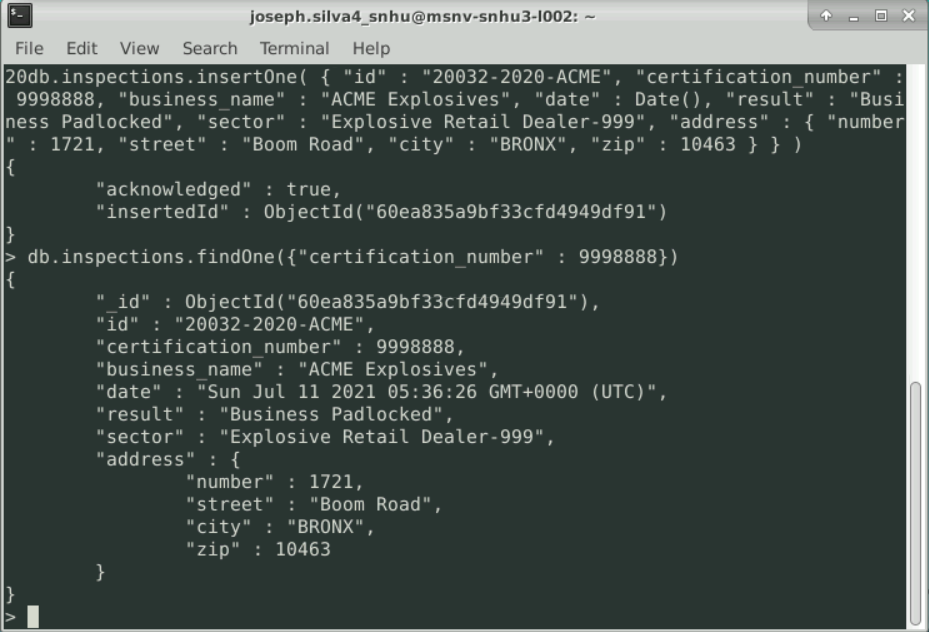 joseph.silva4_snhu@msnv-snhu3-l002: ~
File Edit View Search Terminal Help
20db.inspections.insertOne( { "id" : "20032-2020-ACME", "certification_number" :
 9998888, "business_name" : "ACME Explosives", "date" : Date(), "result" : "Busi
ness Padlocked", "sector" : "Explosive Retail Dealer-999", "address" : { "number
" : 1721, "street" : "Boom Road", "city" : "BRONX", "zip" : 10463 } } )
{
        "acknowledged" : true,
        "insertedId" : ObjectId("60ea835a9bf33cfd4949df91")
}
> db.inspections.findOne({"certification_number" : 9998888})
{
        "_id" : ObjectId("60ea835a9bf33cfd4949df91"),
        "id" : "20032-2020-ACME",
        "certification_number" : 9998888,
        "business_name" : "ACME Explosives",
        "date" : "Sun Jul 11 2021 05:36:26 GMT+0000 (UTC)",
        "result" : "Business Padlocked",
        "sector" : "Explosive Retail Dealer-999",
        "address" : {
                "number" : 1721,
                "street" : "Boom Road",
                "city" : "BRONX",
                "zip" : 10463
        }
}
>